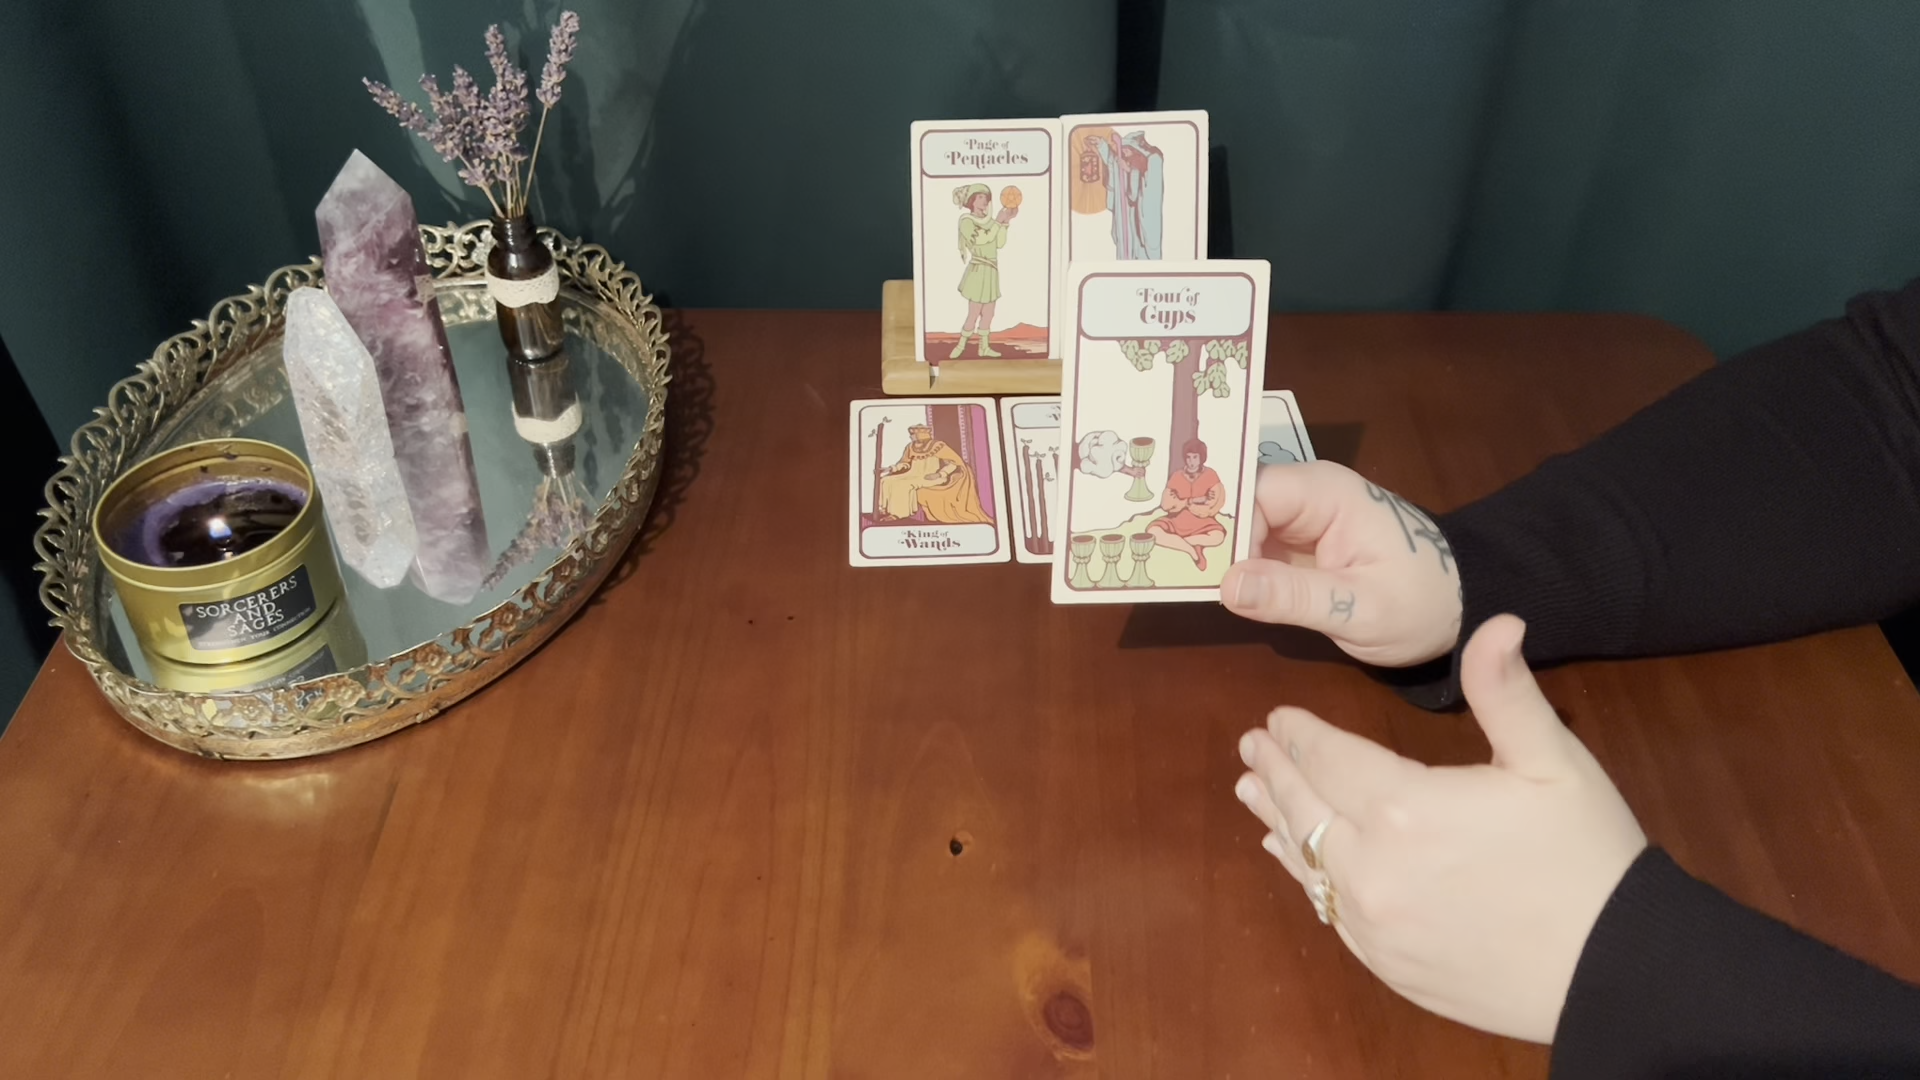 Page of
Pentacles
Four of
Cups
King of
Wands
SORCERERS
AND
SAGES